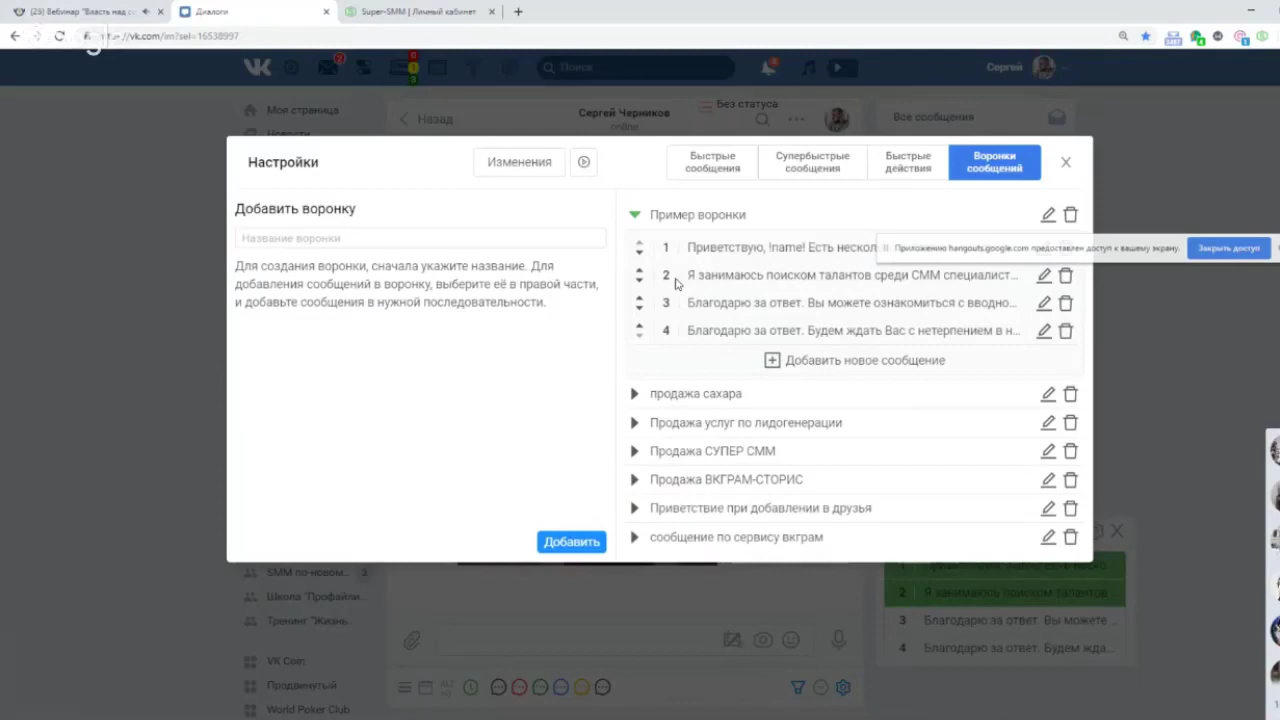 (23) Вебинар "Власть над со
Диалоги
Super-SMM | Личный кабинет
//vk.com/im?sel=16538997
2
0
1
3
Поиск
Сергей
Моя страница
Новости
Назад
Сергей Черников
online
Без статуса
Все сообщения
Настройки
Изменения
Быстрые сообщения
Супербыстрые сообщения
Быстрые действия
Воронки сообщений
Добавить воронку
Название воронки
Для создания воронки, сначала укажите название. Для
добавления сообщений в воронку, выберите её в правой части,
и добавьте сообщения в нужной последовательности.
Добавить
Пример воронки
1 Приветствую, !name! Есть нескол
Приложению hangouts.google.com предоставлен доступ к вашему экрану.
Закрыть доступ
2 Я занимаюсь поиском талантов среди СММ специалист...
3 Благодарю за ответ. Вы можете ознакомиться с вводно...
4 Благодарю за ответ. Будем ждать Вас с нетерпением в н...
Добавить новое сообщение
продажа сахара
Продажа услуг по лидогенерации
Продажа СУПЕР СММ
Продажа ВКГРАМ-СТОРИС
Приветствие при добавлении в друзья
сообщение по сервису вкграм
SMM по-новом... 1
Школа "Профайли...
Тренинг "Жизнь.
VK Coin
Продвинутый
World Poker Club
2 Я занимаюсь поиском талантов
3 Благодарю за ответ. Вы можете ...
4 Благодарю за ответ. Будем жда...